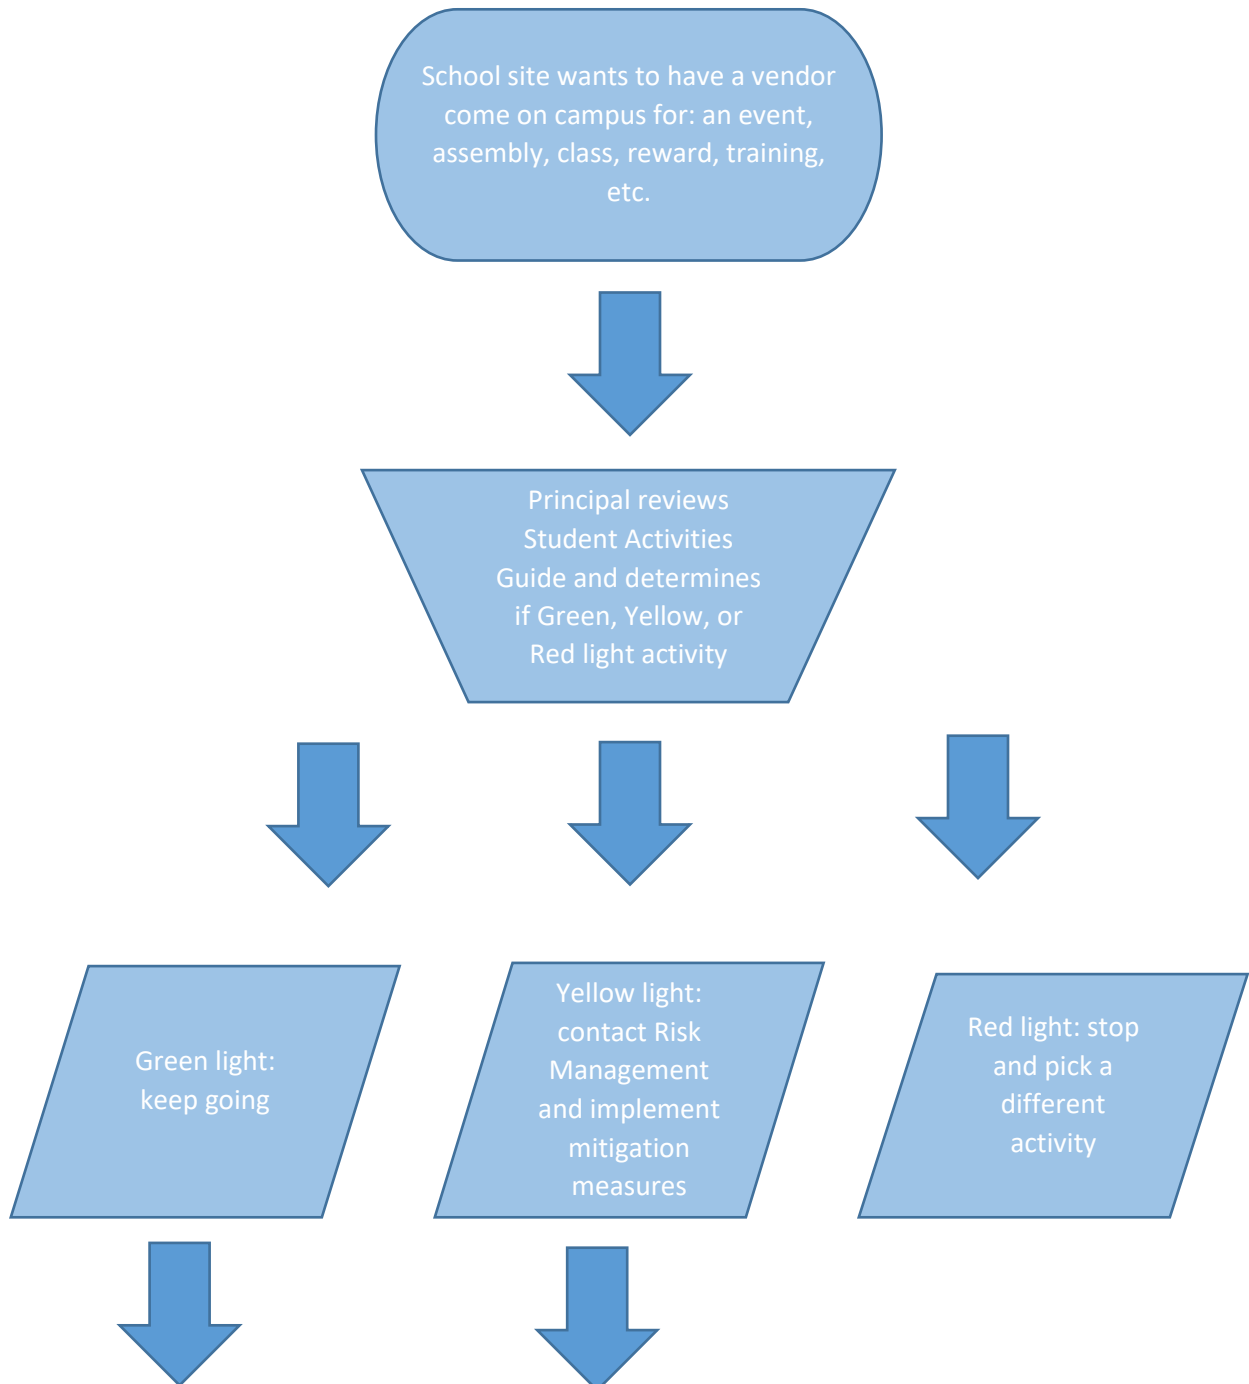 School site wants to have a vendor
come on campus for: an event,
assembly, class, reward, training,
etc.
Principal reviews
Student Activities
Guide and determines
if Green, Yellow, or
Red light activity
Green light:
keep going
Yellow light:
contact Risk
Management
and implement
mitigation
measures
Red light: stop
and pick a
different
activity